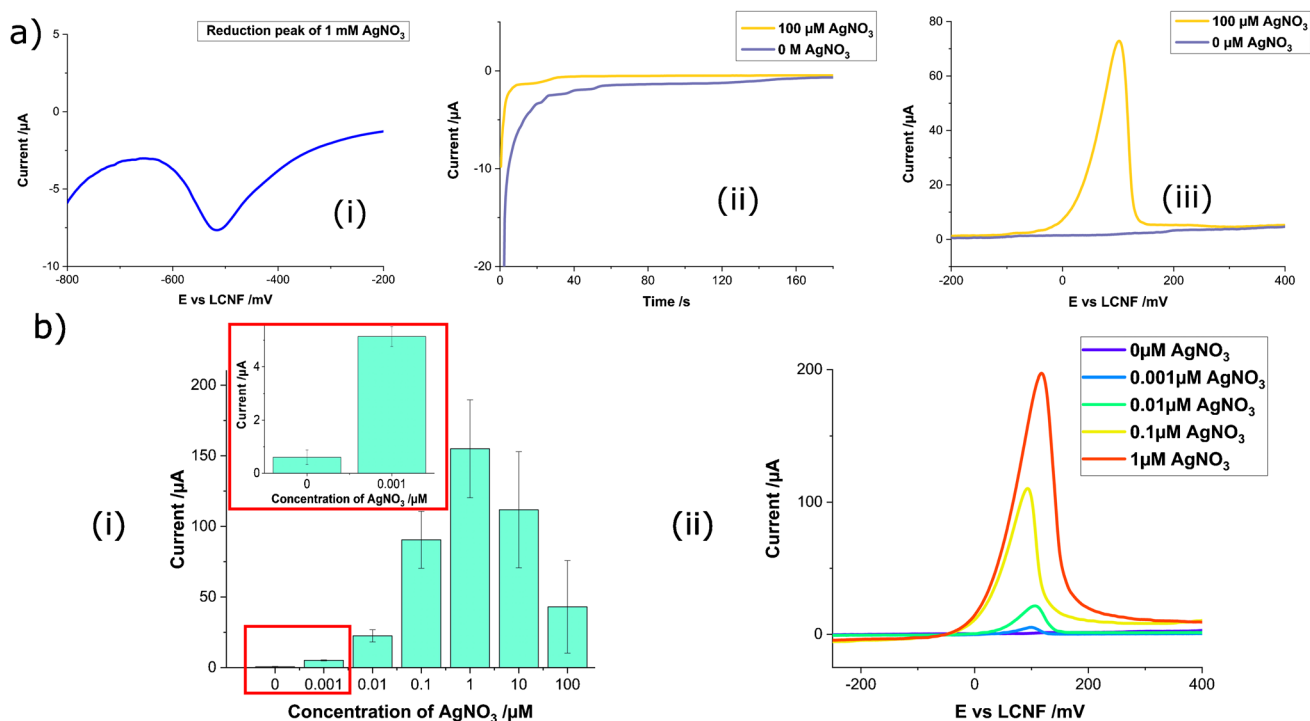 a)
Reduction peak of 1 mM AgNO₃
5
0
-5
-10
Current /µA
-800
-600
-400
-200
E vs LCNF /mV
(i)
100 µM AgNO₃
0 M AgNO₃
0
-10
-20
Current /µA
0
40
80
120
160
Time /s
(ii)
100 µM AgNO₃
0 µM AgNO₃
80
60
40
20
0
Current /µA
-200
0
200
400
E vs LCNF /mV
(iii)
b)
(i)
200
150
100
50
0
Current /µA
0
0.001
0.01
0.1
1
10
100
Concentration of AgNO₃/µM
4
2
0
Current /µA
0
0.001
Concentration of AgNO₃ /µM
(ii)
0µM AgNO₃
0.001µM AgNO₃
0.01µM AgNO₃
0.1µM AgNO₃
1µM AgNO₃
200
100
0
Current /µA
-200
0
200
400
E vs LCNF /mV